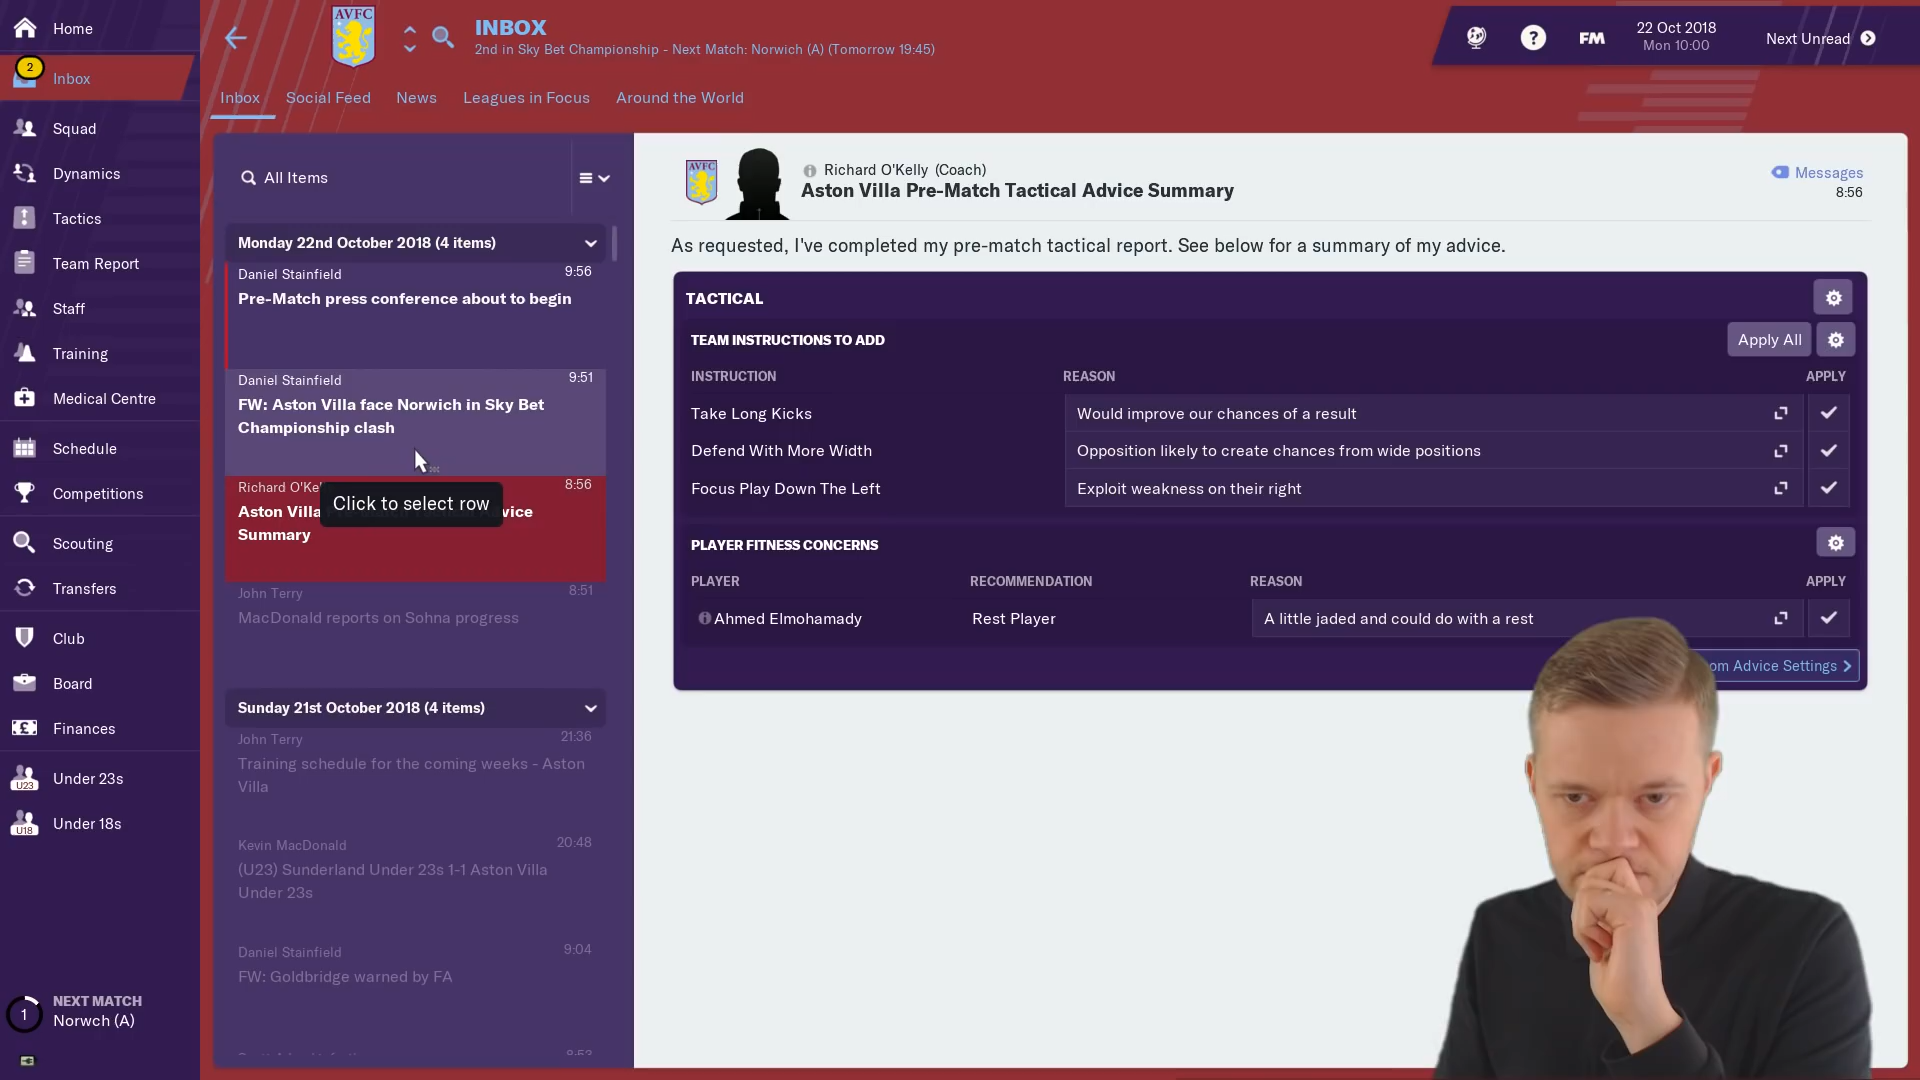 Home
2
Inbox
Squad
Dynamics
Tactics
Team Report
Staff
Training
Medical Centre
Schedule
Competitions
Scouting
Transfers
Club
Board
Finances
U23
Under 23s
U18
Under 18s
NEXT MATCH
1
Norwch (A)
AVFC
INBOX
2nd in Sky Bet Championship - Next Match: Norwich (A) (Tomorrow 19:45)
?
FM
22 Oct 2018
Mon 10:00
Next Unread
Inbox
Social Feed
News
Leagues in Focus
Around the World
All Items
Monday 22nd October 2018 (4 items)
Daniel Stainfield
9:56
Pre-Match press conference about to begin
Daniel Stainfield
9:51
FW: Aston Villa face Norwich in Sky Bet
Championship clash
Richard O'Ke
8:56
Click to select row
Aston Villa vice
Summary
John Terry
8:51
MacDonald reports on Sohna progress
Sunday 21st October 2018 (4 items)
John Terry
21:36
Training schedule for the coming weeks - Aston
Villa
Kevin MacDonald
20:48
(U23) Sunderland Under 23s 1-1 Aston Villa
Under 23s
Daniel Stainfield
9:04
FW: Goldbridge warned by FA
AVFC
Richard O'Kelly (Coach)
Aston Villa Pre-Match Tactical Advice Summary
Messages
8:56
As requested, I've completed my pre-match tactical report. See below for a summary of my advice.
TACTICAL
TEAM INSTRUCTIONS TO ADD
Apply All
INSTRUCTION REASON APPLY
Take Long Kicks Would improve our chances of a result
Defend With More Width Opposition likely to create chances from wide positions
Focus Play Down The Left Exploit weakness on their right
PLAYER FITNESS CONCERNS
PLAYER RECOMMENDATION REASON APPLY
Ahmed Elmohamady Rest Player A little jaded and could do with a rest
om Advice Settings